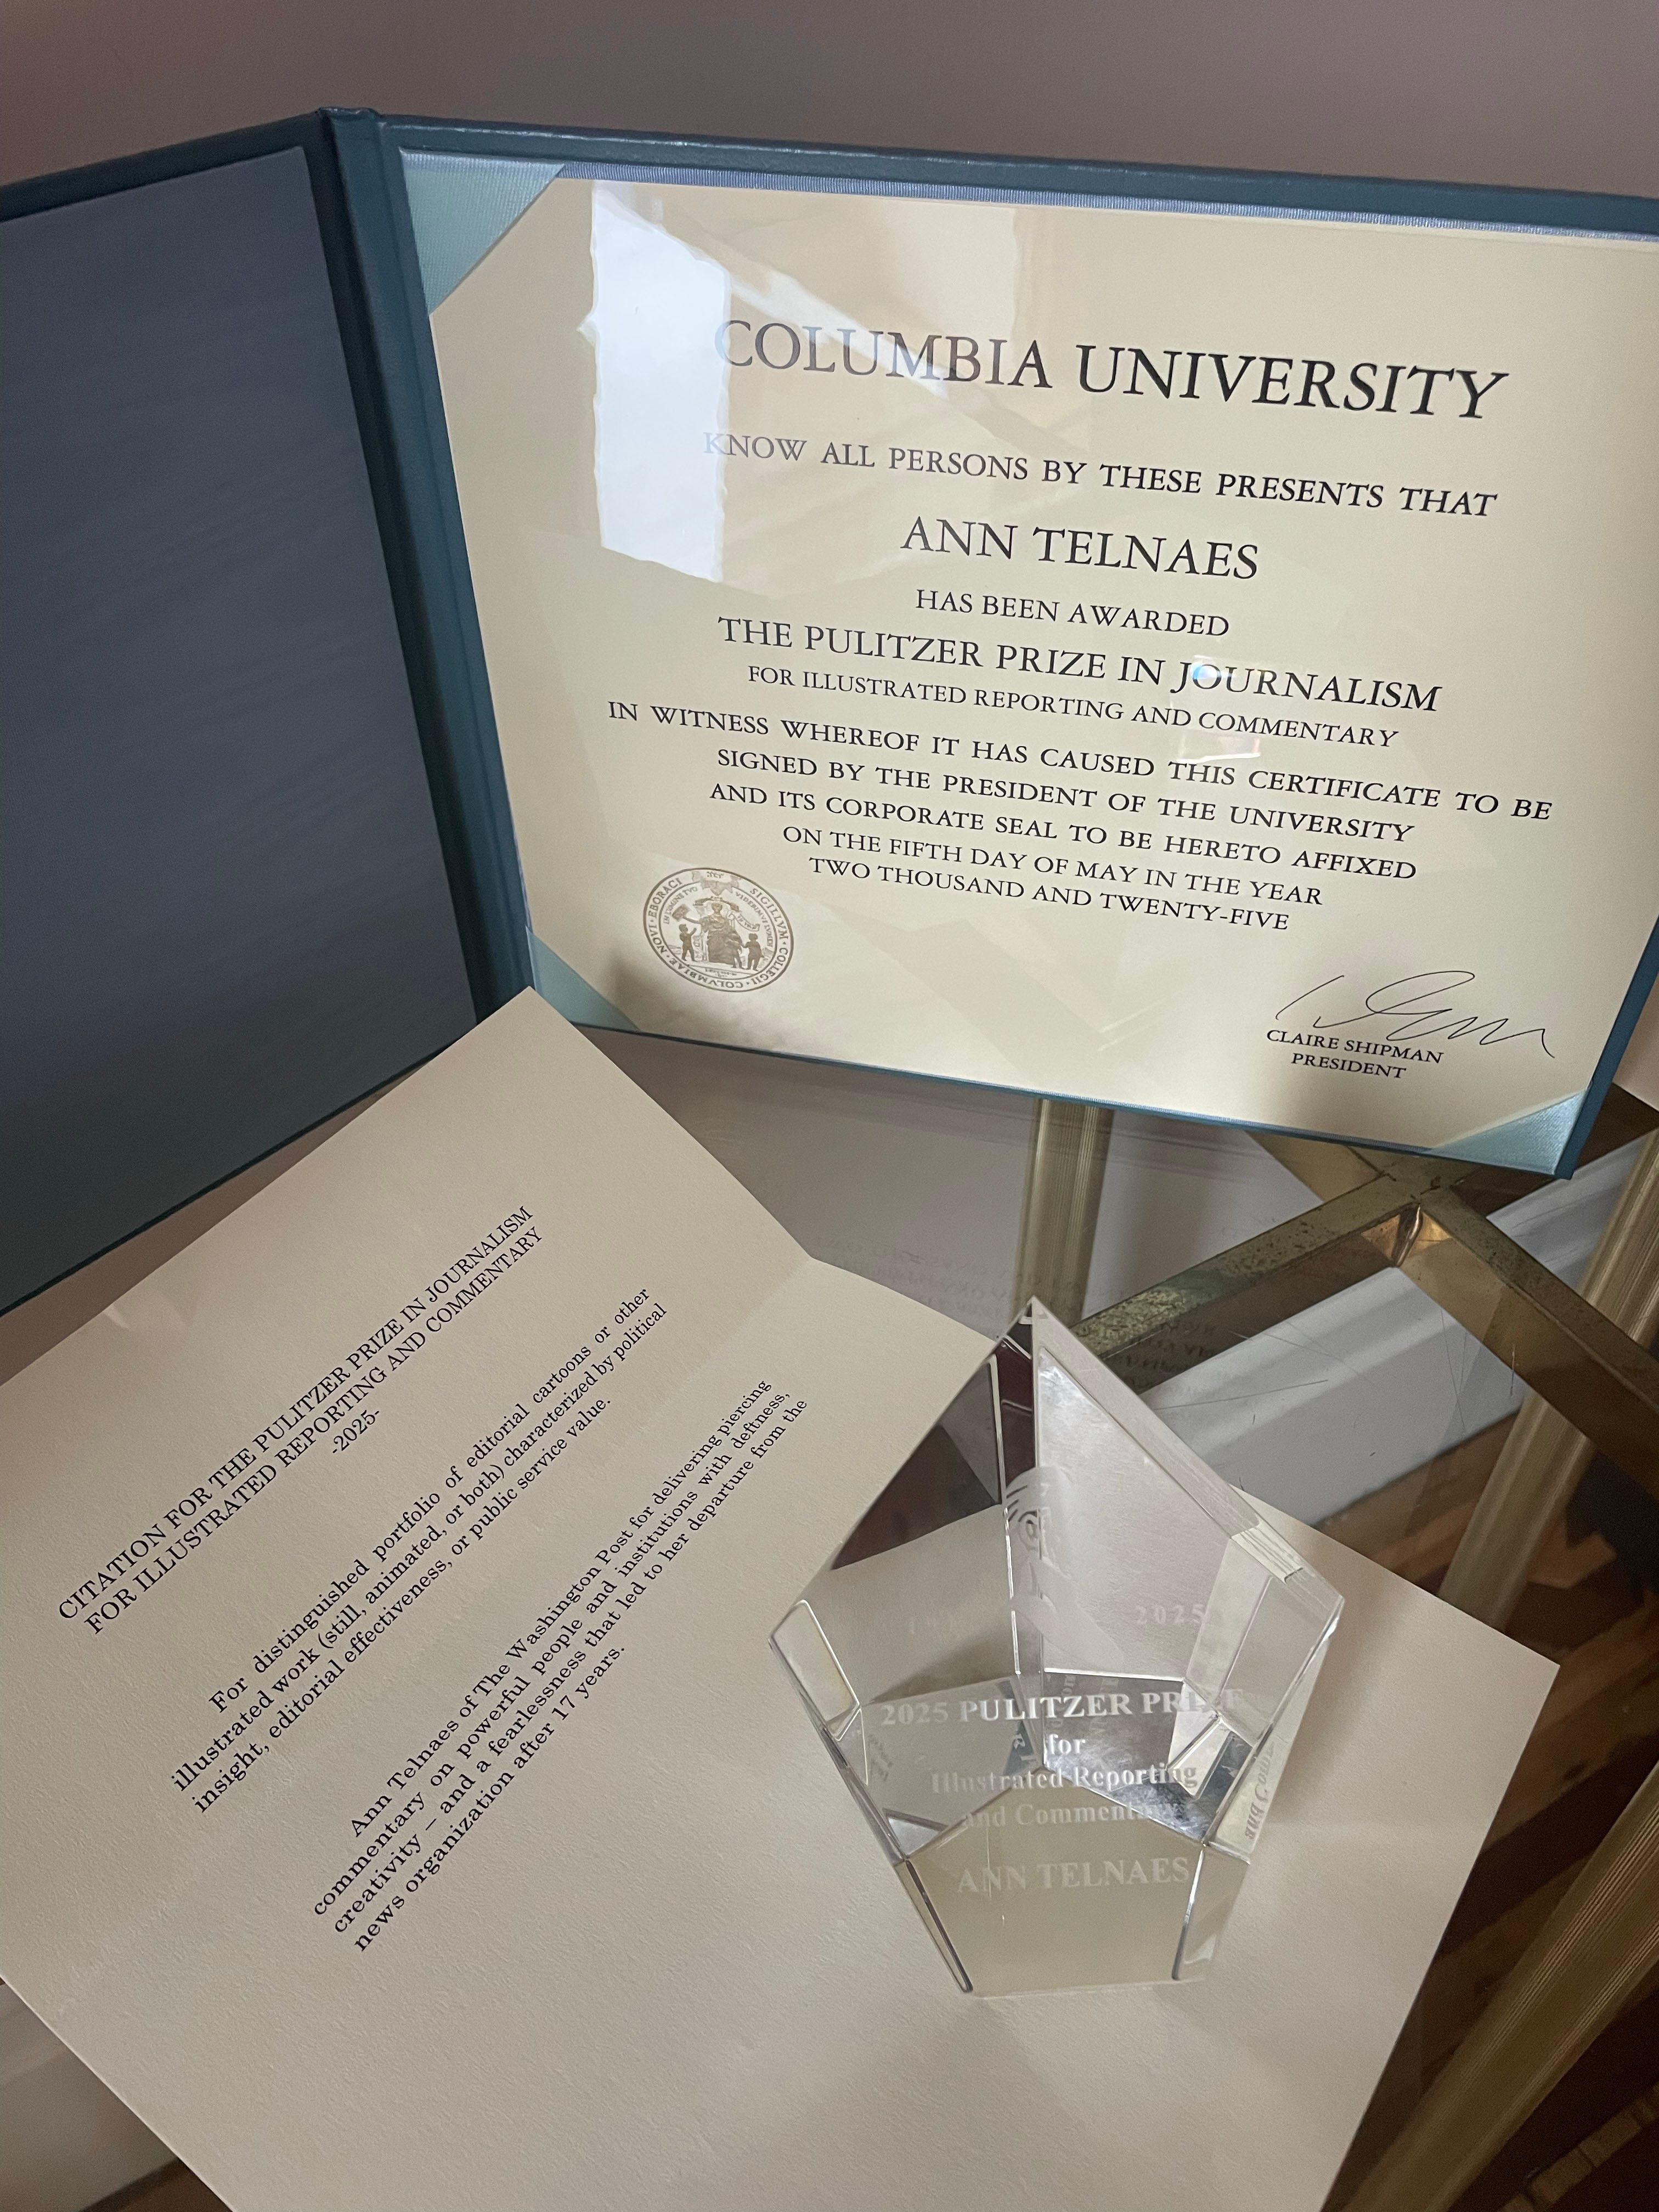 COLUMBIA UNIVERSITY
KNOW ALL PERSONS BY THESE PRESENTS THAT
ANN TELNAES
HAS BEEN AWARDED
THE PULITZER PRIZE IN JOURNALISM
FOR ILLUSTRATED REPORTING AND COMMENTARY
IN WITNESS WHEREOF IT HAS CAUSED THIS CERTIFICATE TO BE
SIGNED BY THE PRESIDENT OF THE UNIVERSITY
AND ITS CORPORATE SEAL TO BE HERETO AFFIXED
ON THE FIFTH DAY OF MAY IN THE YEAR
TWO THOUSAND AND TWENTY-FIVE
SIGILLVM · COLLEGII · COLVMBIAE · NOVI · EBORACI
CLAIRE SHIPMAN
PRESIDENT
CITATION FOR THE PULITZER PRIZE IN JOURNALISM
FOR ILLUSTRATED REPORTING AND COMMENTARY
-2025-
For distinguished portfolio of editorial cartoons or other
illustrated work (still, animated, or both) characterized by political
insight, editorial effectiveness, or public service value.
Ann Telnaes of The Washington Post for delivering piercing
commentary on powerful people and institutions with deftness,
creativity – and a fearlessness that led to her departure from the
news organization after 17 years.
2025
2025 PULITZER PRIZE
for
Illustrated Reporting
and Commentary
ANN TELNAES